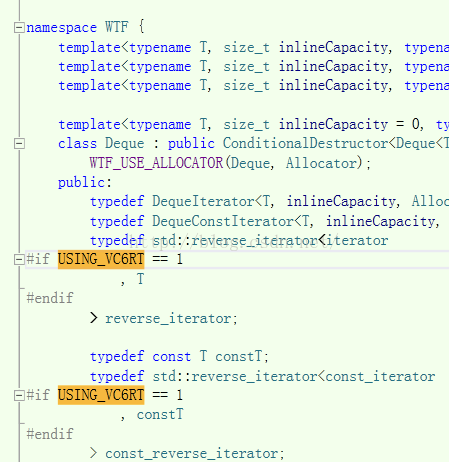 namespace WTF {
template<typename T, size_t inlineCapacity, typena
template<typename T, size_t inlineCapacity, typena
template<typename T, size_t inlineCapacity, typena
template<typename T, size_t inlineCapacity = 0, ty
class Deque : public ConditionalDestructor<Deque<T
WTF_USE_ALLOCATOR(Deque, Allocator);
public:
typedef DequeIterator<T, inlineCapacity, Alloc
typedef DequeConstIterator<T, inlineCapacity,
typedef std::reverse_iterator<iterator
#if USING_VC6RT == 1
, T
#endif
> reverse_iterator;
typedef const T constT;
typedef std::reverse_iterator<const_iterator
#if USING_VC6RT == 1
, constT
#endif
> const_reverse_iterator;